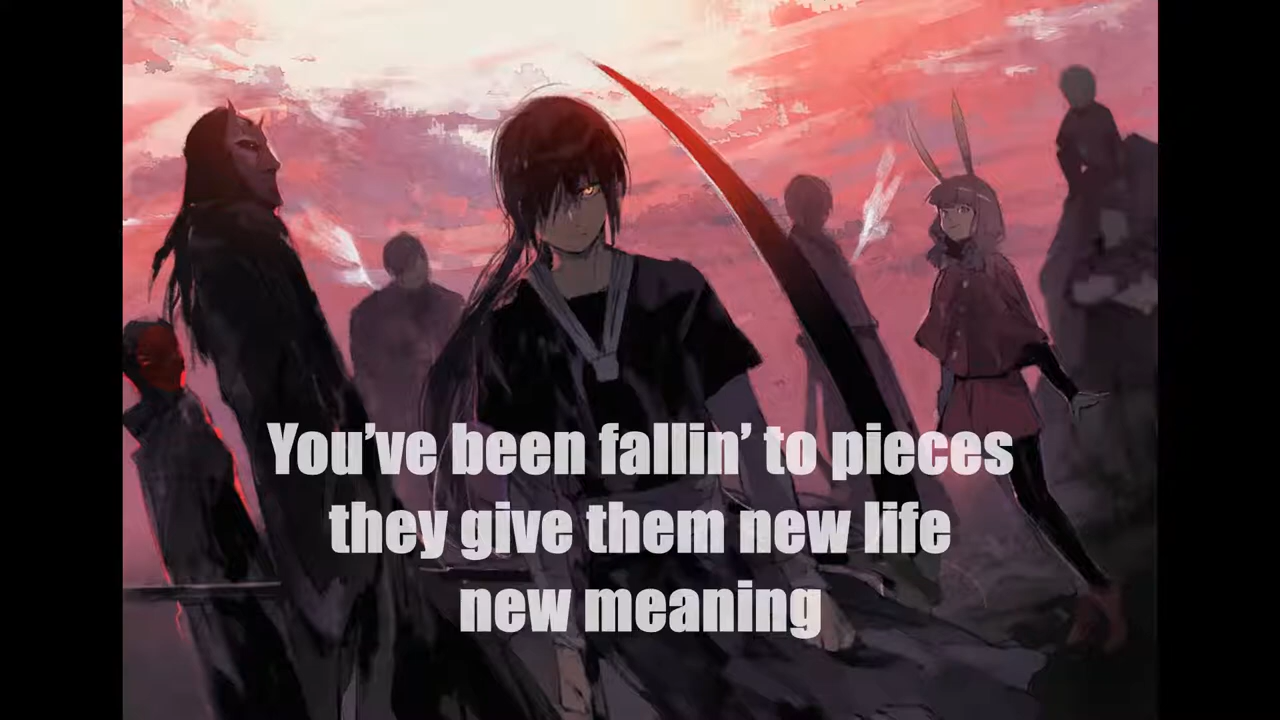 You’ve been fallin’ to pieces
they give them new life
new meaning